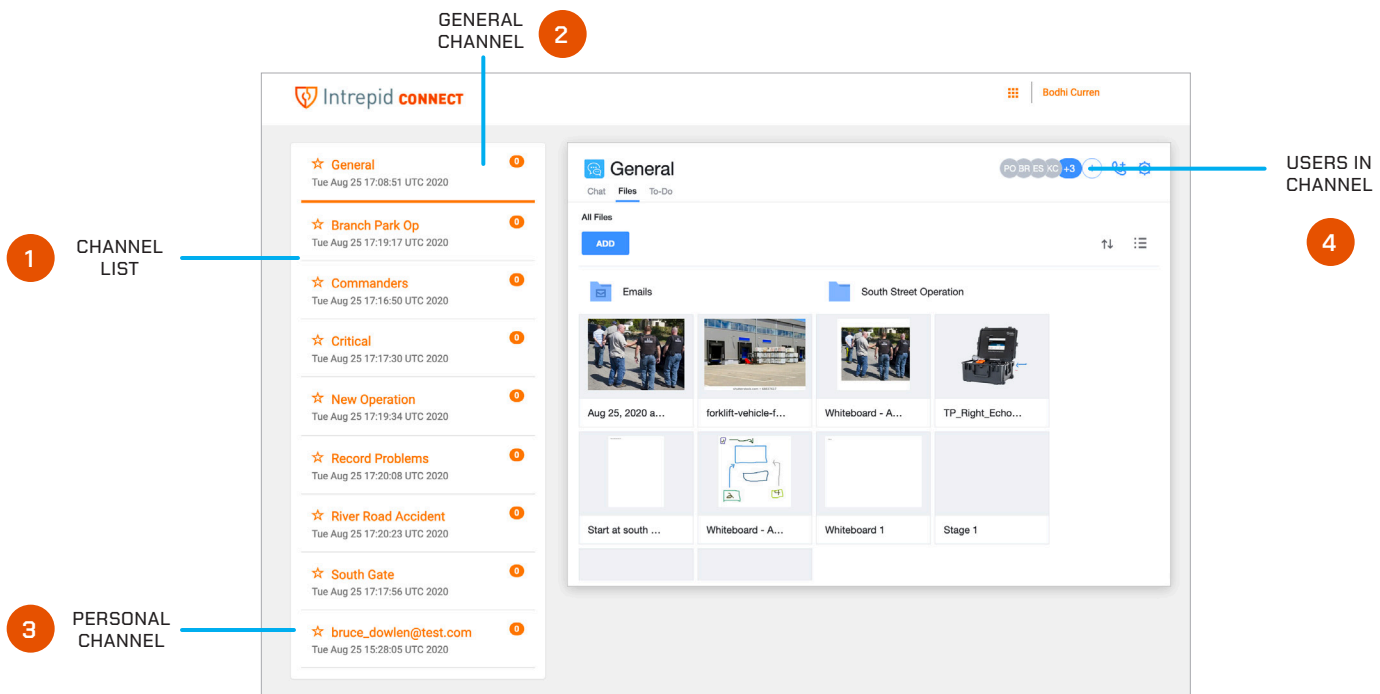 GENERAL
CHANNEL
2
Intrepid CONNECT
Bodhi Curren
General
0
Tue Aug 25 17:08:51 UTC 2020
Branch Park Op
0
Tue Aug 25 17:19:17 UTC 2020
Commanders
0
Tue Aug 25 17:16:50 UTC 2020
Critical
0
Tue Aug 25 17:17:30 UTC 2020
New Operation
0
Tue Aug 25 17:19:34 UTC 2020
Record Problems
0
Tue Aug 25 17:20:08 UTC 2020
River Road Accident
0
Tue Aug 25 17:20:23 UTC 2020
South Gate
0
Tue Aug 25 17:17:56 UTC 2020
bruce_dowlen@test.com
0
Tue Aug 25 15:28:05 UTC 2020
1
CHANNEL
LIST
3
PERSONAL
CHANNEL
General
PO BR ES XC +3
Chat Files To-Do
All Files
ADD
Emails
South Street Operation
Aug 25, 2020 a...
forklift-vehicle-f...
Whiteboard - A...
TP_Right_Echo...
Start at south ...
Whiteboard - A...
Whiteboard 1
Stage 1
USERS IN
CHANNEL
4